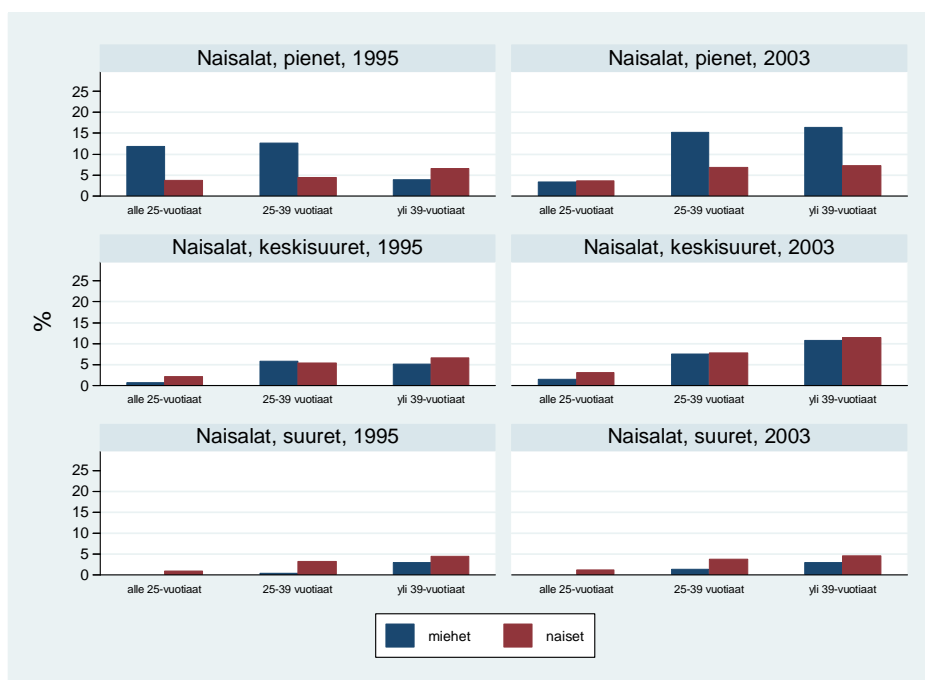 Naisalat, pienet, 1995
Naisalat, pienet, 2003
25
20
15
10
5
0
alle 25-vuotiaat 25-39 vuotiaat yli 39-vuotiaat
alle 25-vuotiaat 25-39 vuotiaat yli 39-vuotiaat
Naisalat, keskisuuret, 1995
Naisalat, keskisuuret, 2003
%
25
20
15
10
5
0
alle 25-vuotiaat 25-39 vuotiaat yli 39-vuotiaat
alle 25-vuotiaat 25-39 vuotiaat yli 39-vuotiaat
Naisalat, suuret, 1995
Naisalat, suuret, 2003
25
20
15
10
5
0
alle 25-vuotiaat 25-39 vuotiaat yli 39-vuotiaat
alle 25-vuotiaat 25-39 vuotiaat yli 39-vuotiaat
miehet naiset